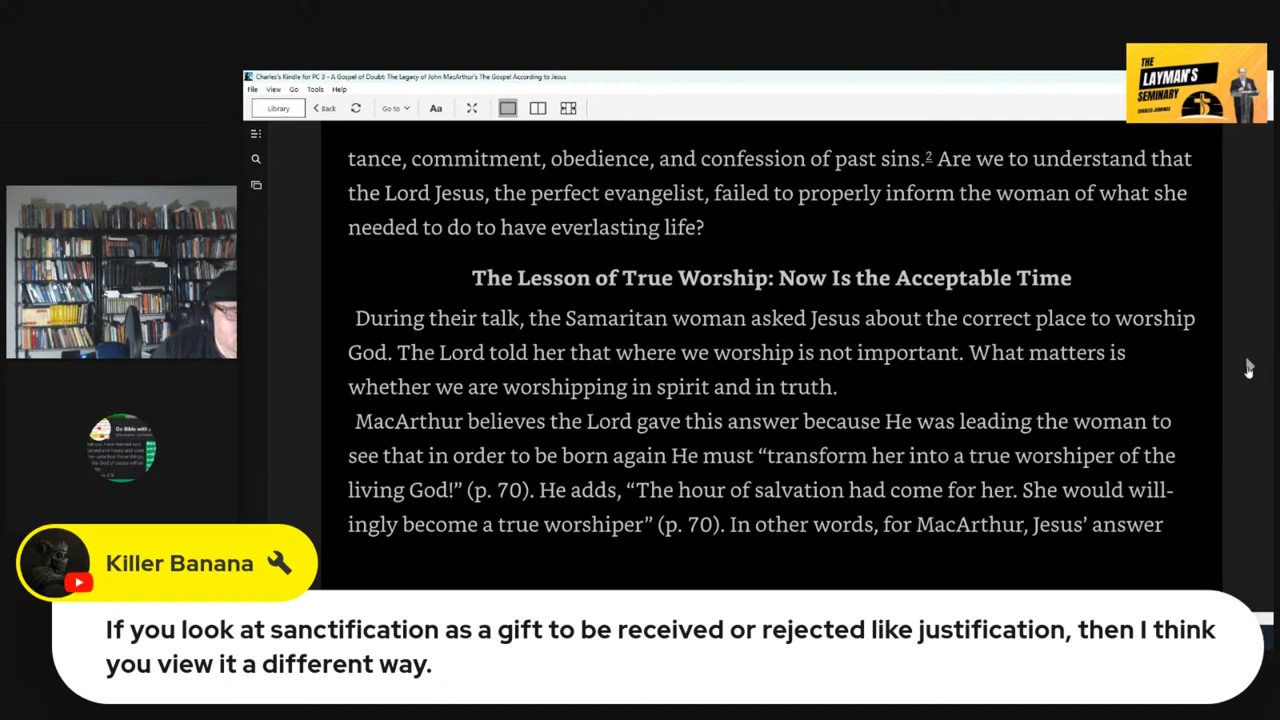 Charles's Kindle for PC 3 - A Gospel of Doubt: The Legacy of John MacArthur's The Gospel According to Jesus
File View Go Tools Help
Library Back Go to Aa
THE
LAYMAN'S
SEMINARY
CHARLES JENNINGS
tance, commitment, obedience, and confession of past sins.2 Are we to understand that
the Lord Jesus, the perfect evangelist, failed to properly inform the woman of what she
needed to do to have everlasting life?
The Lesson of True Worship: Now Is the Acceptable Time
During their talk, the Samaritan woman asked Jesus about the correct place to worship
God. The Lord told her that where we worship is not important. What matters is
whether we are worshipping in spirit and in truth.
MacArthur believes the Lord gave this answer because He was leading the woman to
see that in order to be born again He must “transform her into a true worshiper of the
living God!” (p. 70). He adds, “The hour of salvation had come for her. She would will-
ingly become a true worshiper” (p. 70). In other words, for MacArthur, Jesus’ answer
On Bible with
Killer Banana
If you look at sanctification as a gift to be received or rejected like justification, then I think
you view it a different way.